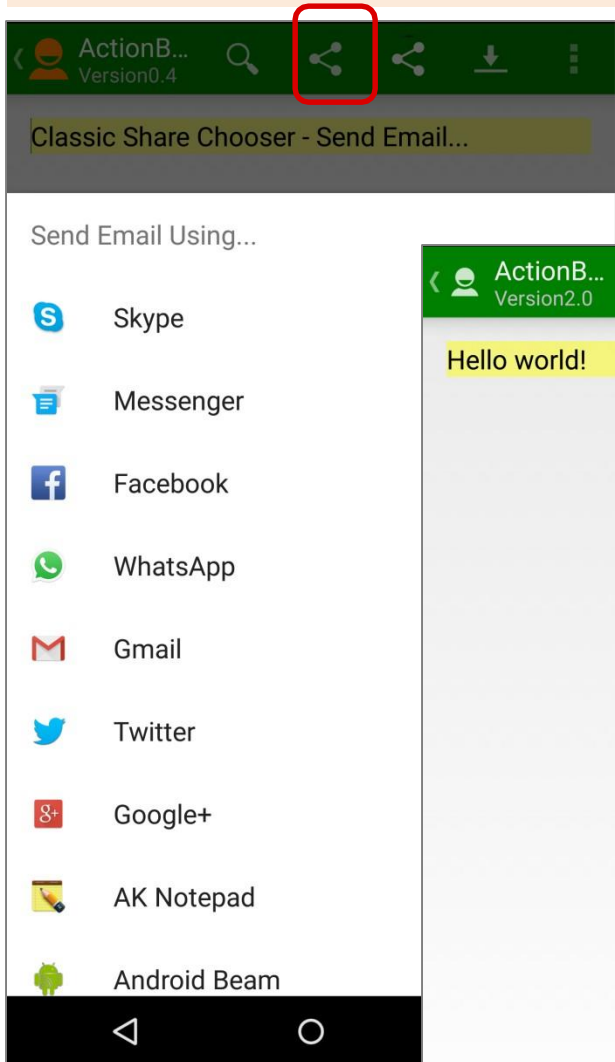 ActionB...
Version0.4
Classic Share Chooser - Send Email...
Send Email Using...
Skype
Messenger
Facebook
WhatsApp
Gmail
Twitter
Google+
AK Notepad
Android Beam
ActionB...
Version2.0
Hello world!